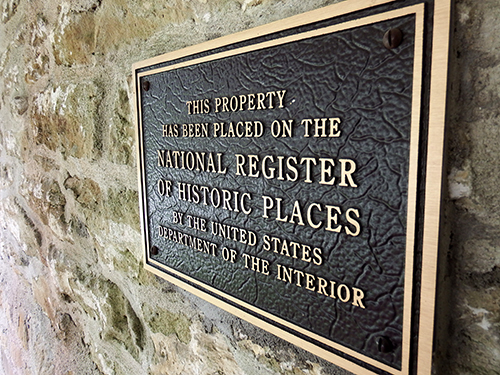 THIS PROPERTY
HAS BEEN PLACED ON THE
NATIONAL REGISTER
OF HISTORIC PLACES
BY THE UNITED STATES
DEPARTMENT OF THE INTERIOR